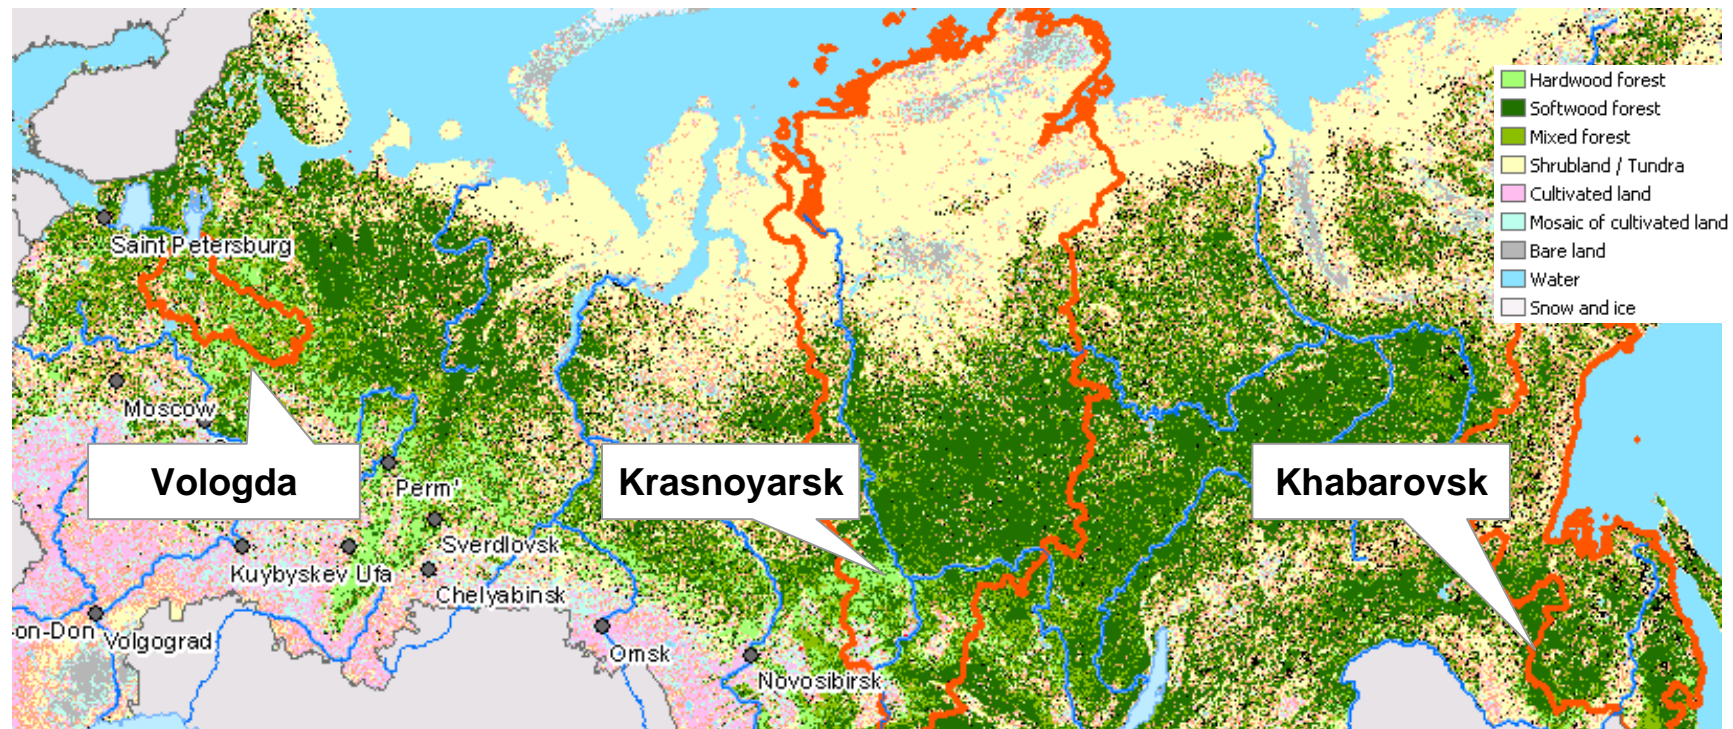 Hardwood forest
Softwood forest
Mixed forest
Shrubland / Tundra
Cultivated land
Mosaic of cultivated land
Bare land
Water
Snow and ice
Saint Petersburg
Moscow
Vologda
Krasnoyarsk
Khabarovsk
Perm'
Sverdlovsk
Kuybyskev Ufa
Chelyabinsk
on-Don
Volgograd
Omsk
Novosibirsk